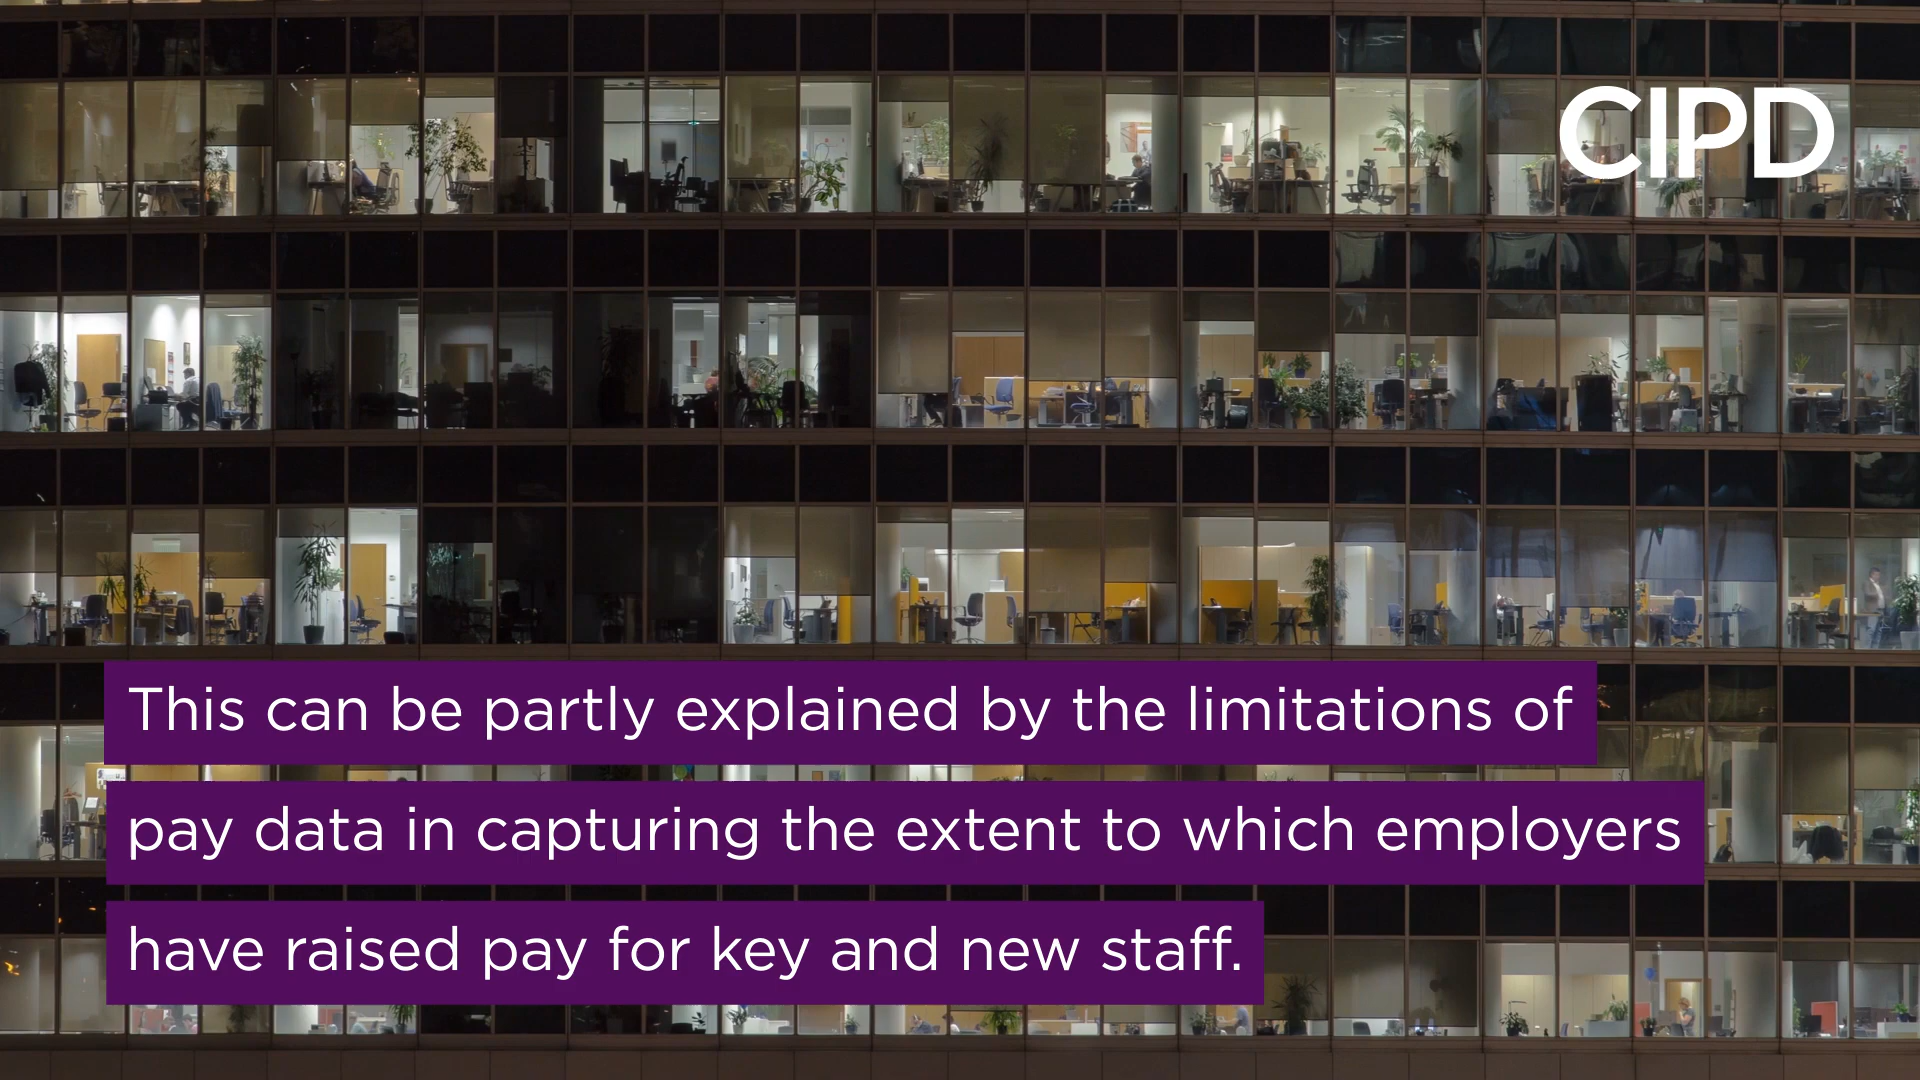 CIPD
This can be partly explained by the limitations of
pay data in capturing the extent to which employers
have raised pay for key and new staff.